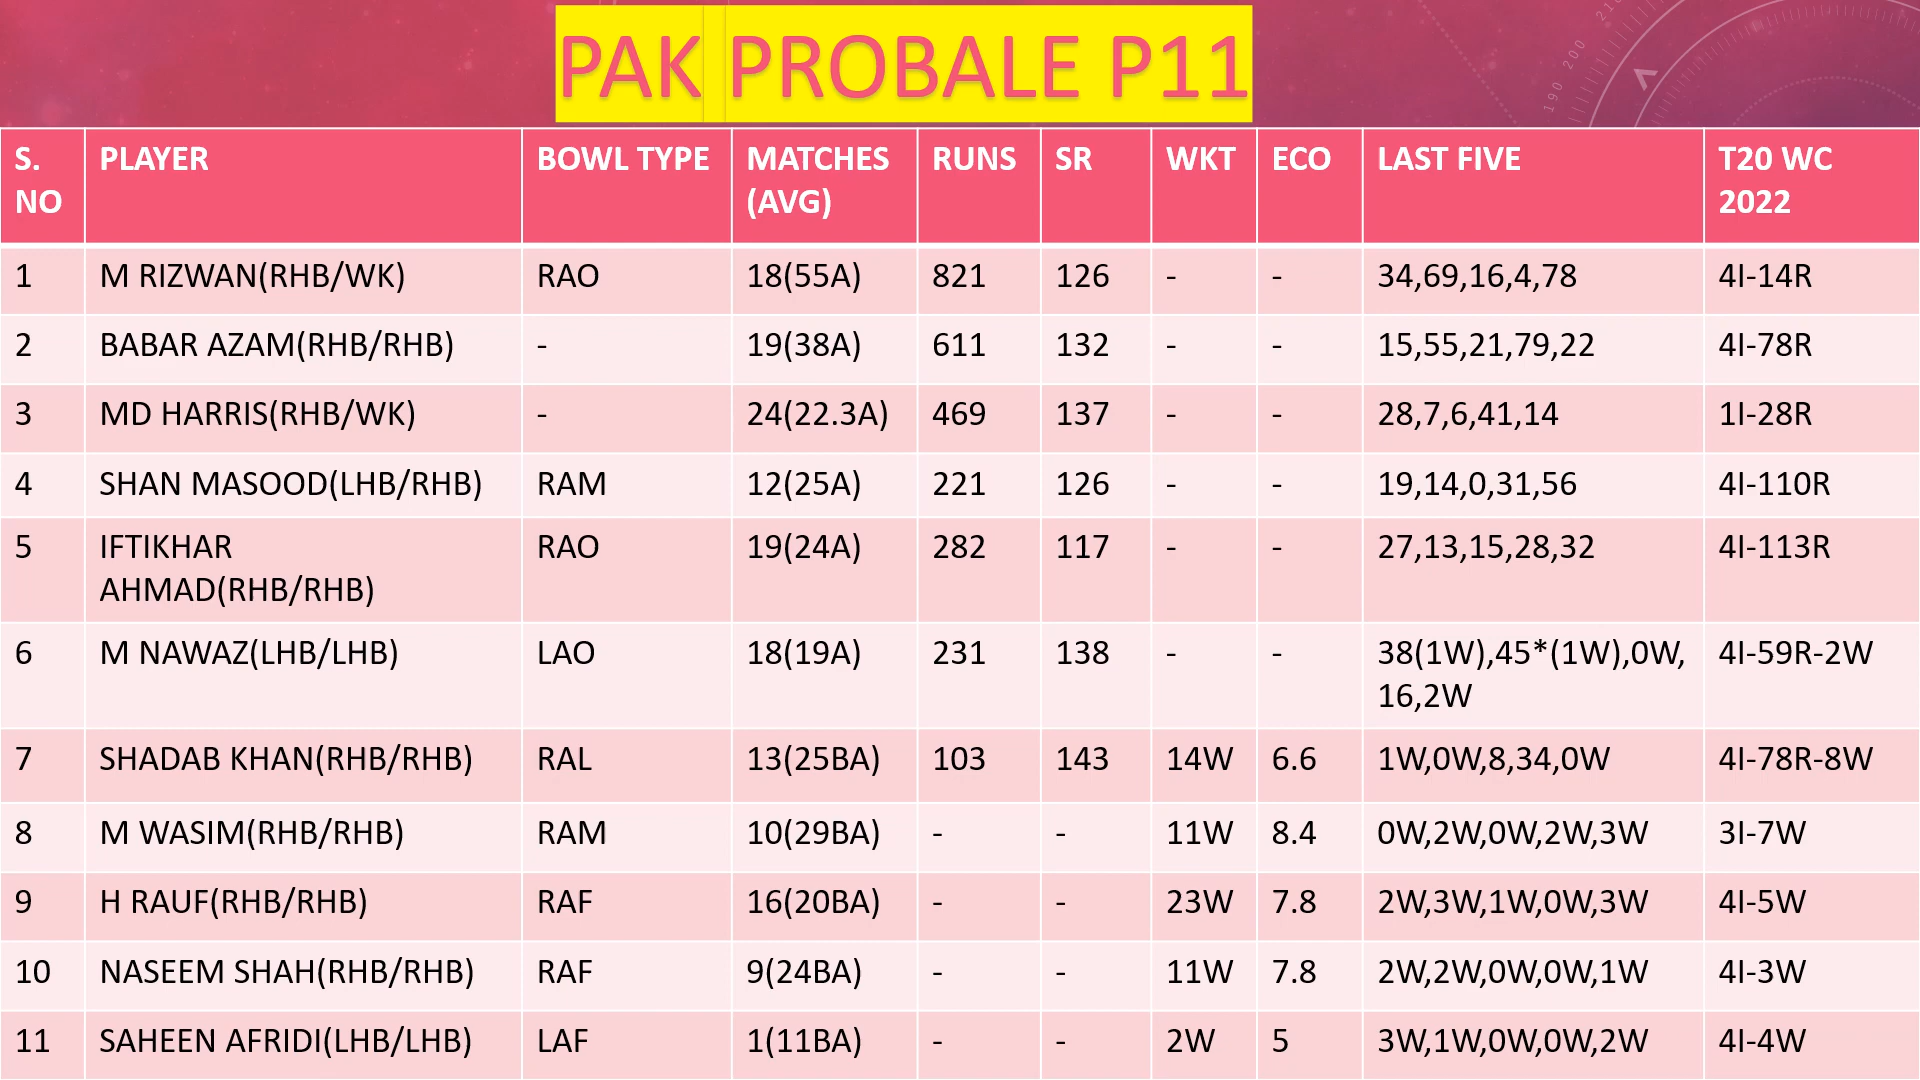 PAK PROBALE P11
190 200 210
S. NO PLAYER BOWL TYPE MATCHES (AVG) RUNS SR WKT ECO LAST FIVE T20 WC 2022
1 M RIZWAN(RHB/WK) RAO 18(55A) 821 126 - - 34,69,16,4,78 4I-14R
2 BABAR AZAM(RHB/RHB) - 19(38A) 611 132 - - 15,55,21,79,22 4I-78R
3 MD HARRIS(RHB/WK) - 24(22.3A) 469 137 - - 28,7,6,41,14 1I-28R
4 SHAN MASOOD(LHB/RHB) RAM 12(25A) 221 126 - - 19,14,0,31,56 4I-110R
5 IFTIKHAR AHMAD(RHB/RHB) RAO 19(24A) 282 117 - - 27,13,15,28,32 4I-113R
6 M NAWAZ(LHB/LHB) LAO 18(19A) 231 138 - - 38(1W),45*(1W),0W, 16,2W 4I-59R-2W
7 SHADAB KHAN(RHB/RHB) RAL 13(25BA) 103 143 14W 6.6 1W,0W,8,34,0W 4I-78R-8W
8 M WASIM(RHB/RHB) RAM 10(29BA) - - 11W 8.4 0W,2W,0W,2W,3W 3I-7W
9 H RAUF(RHB/RHB) RAF 16(20BA) - - 23W 7.8 2W,3W,1W,0W,3W 4I-5W
10 NASEEM SHAH(RHB/RHB) RAF 9(24BA) - - 11W 7.8 2W,2W,0W,0W,1W 4I-3W
11 SAHEEN AFRIDI(LHB/LHB) LAF 1(11BA) - - 2W 5 3W,1W,0W,0W,2W 4I-4W